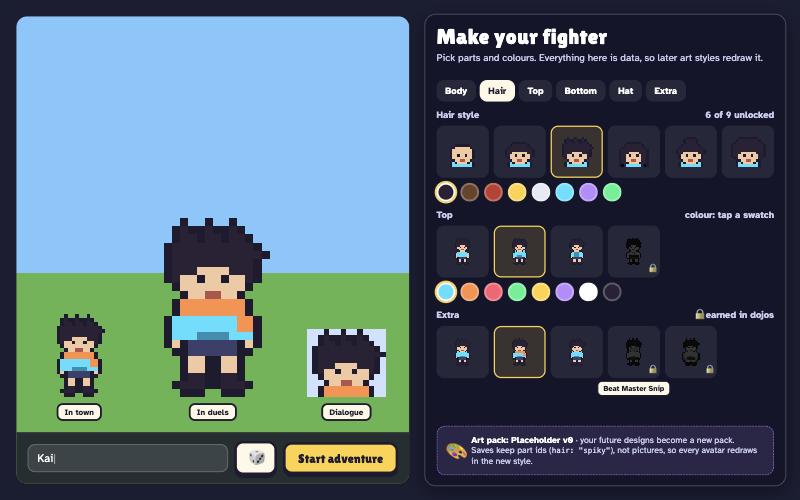 Make your fighter
Pick parts and colours. Everything here is data, so later art styles redraw it.
Body Hair Top Bottom Hat Extra
Hair style 6 of 9 unlocked
Top colour: tap a swatch
Extra 🔒earned in dojos
Beat Master Snip
Art pack: Placeholder v0 · your future designs become a new pack.
Saves keep part ids (hair: "spiky"), not pictures, so every avatar redraws
in the new style.
In town
In duels
Dialogue
Kai
Start adventure